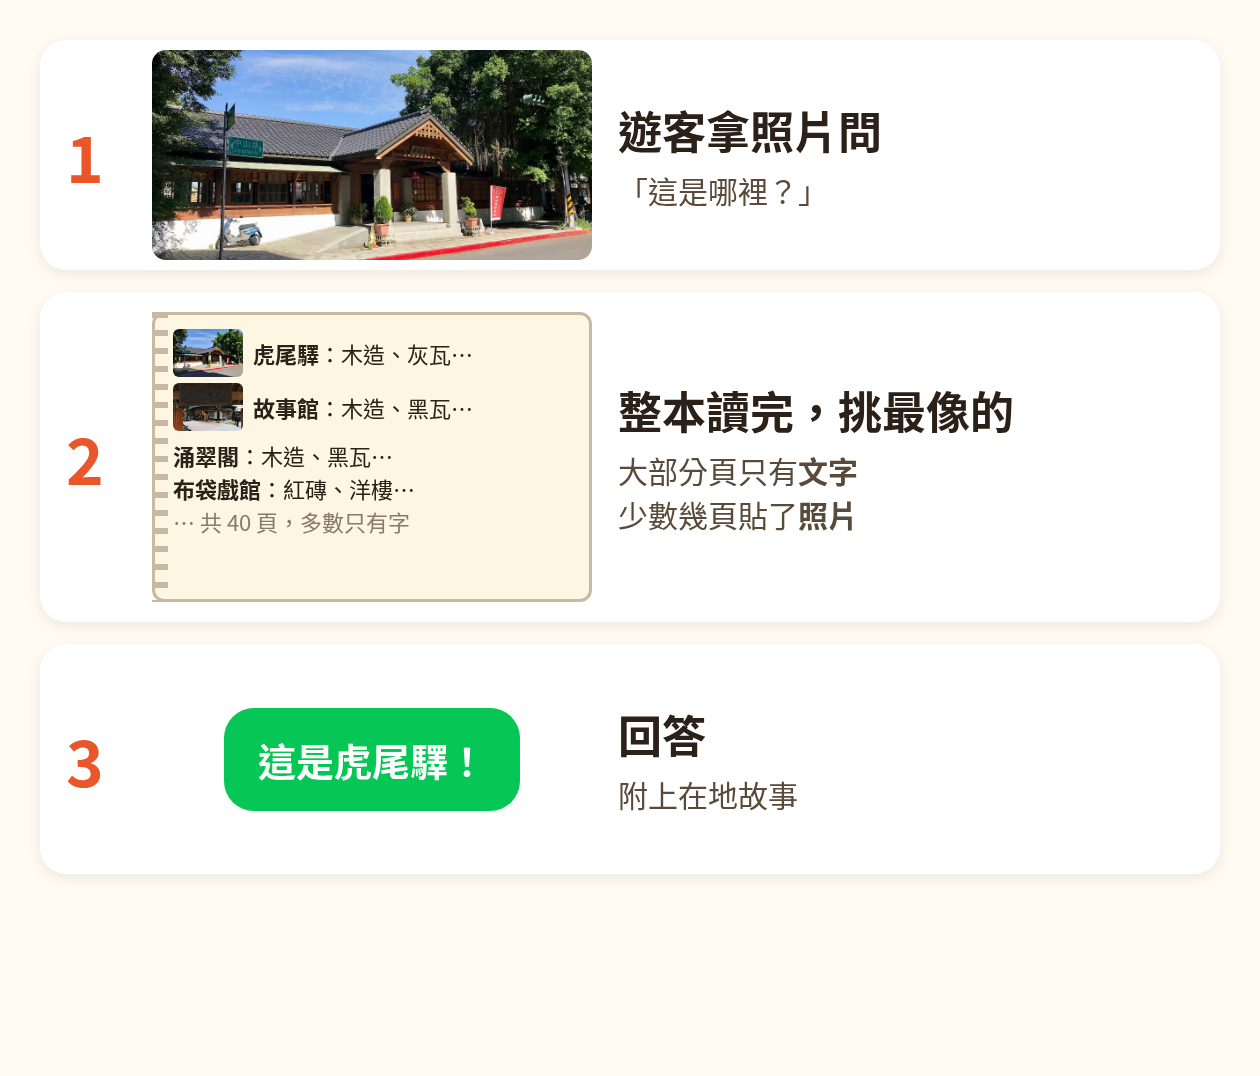 1
遊客拿照片問
「這是哪裡？」
2
虎尾驛：木造、灰瓦⋯
故事館：木造、黑瓦⋯
涌翠閣：木造、黑瓦⋯
布袋戲館：紅磚、洋樓⋯
⋯ 共 40 頁，多數只有字
整本讀完，挑最像的
大部分頁只有文字
少數幾頁貼了照片
3
這是虎尾驛！
回答
附上在地故事